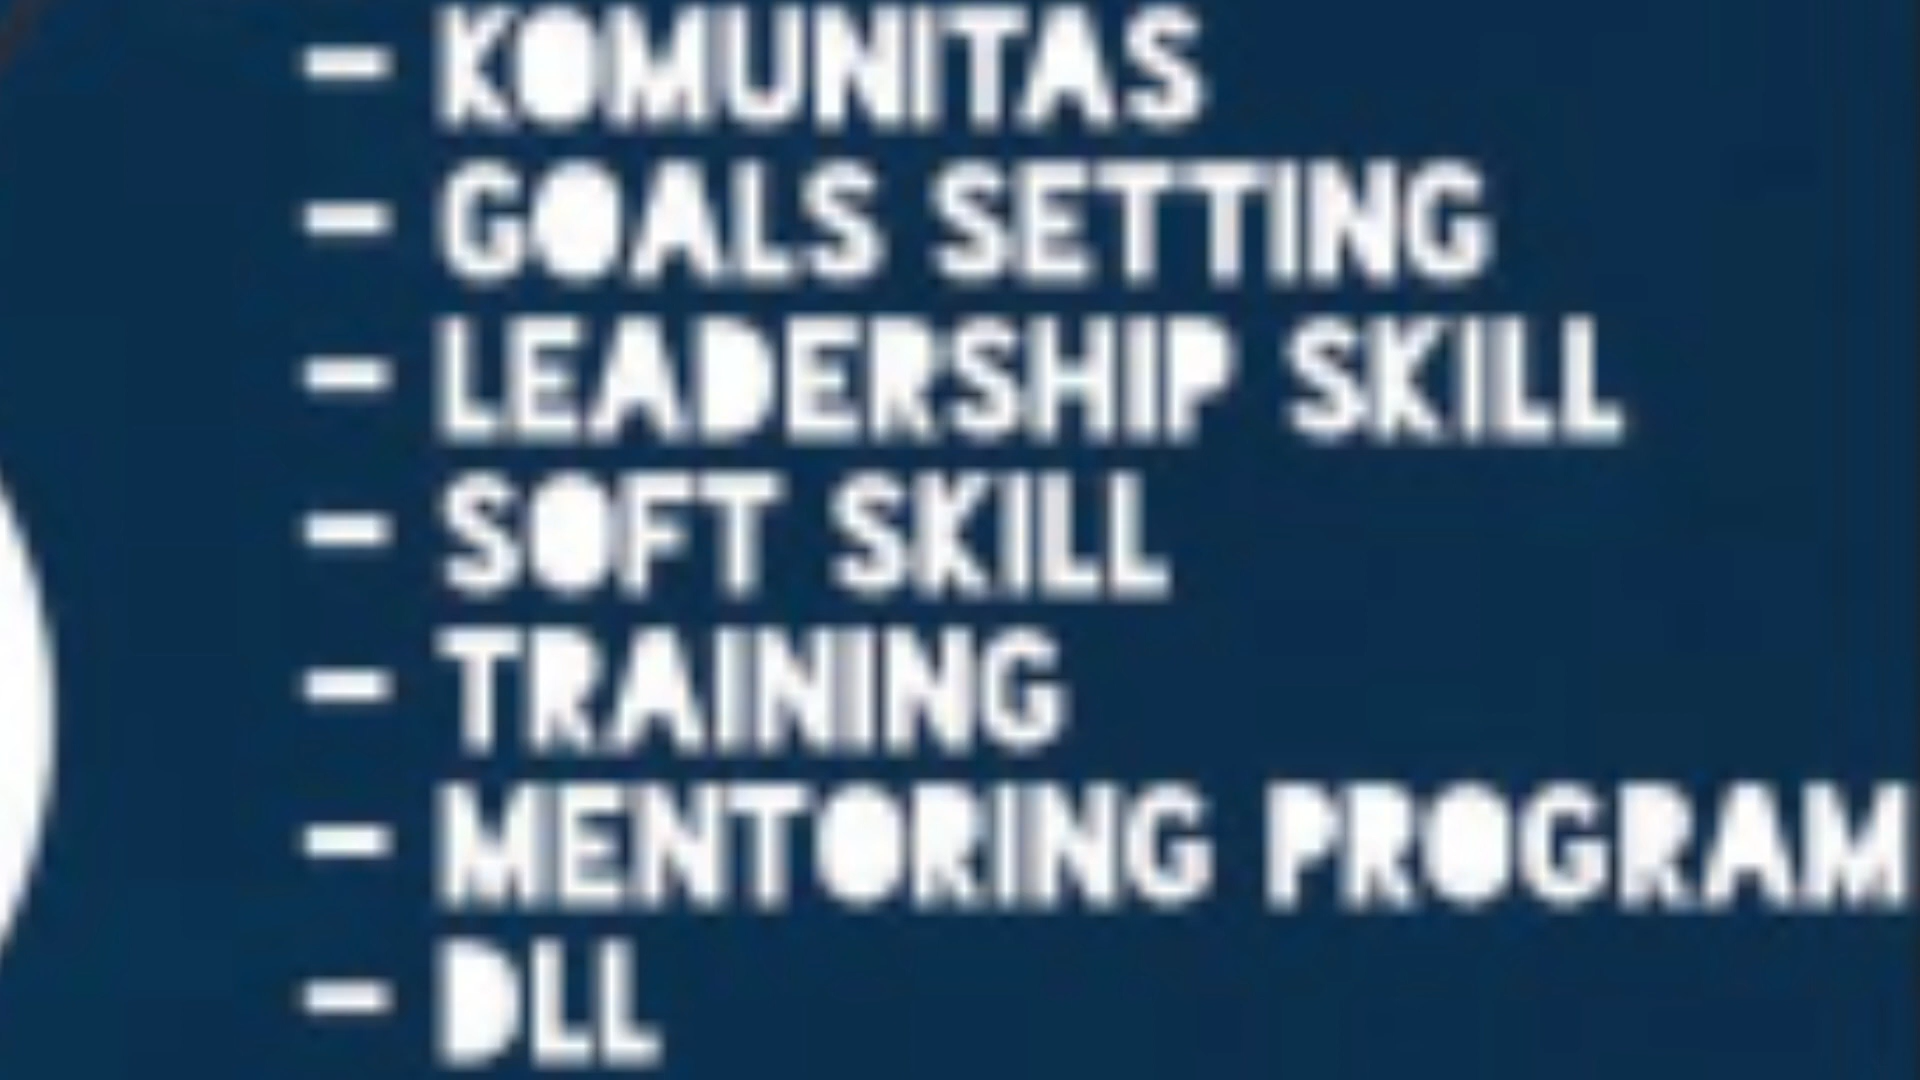 - KOMUNITAS
- GOALS SETTING
- LEADERSHIP SKILL
- SOFT SKILL
- TRAINING
- MENTORING PROGRAM
- DLL